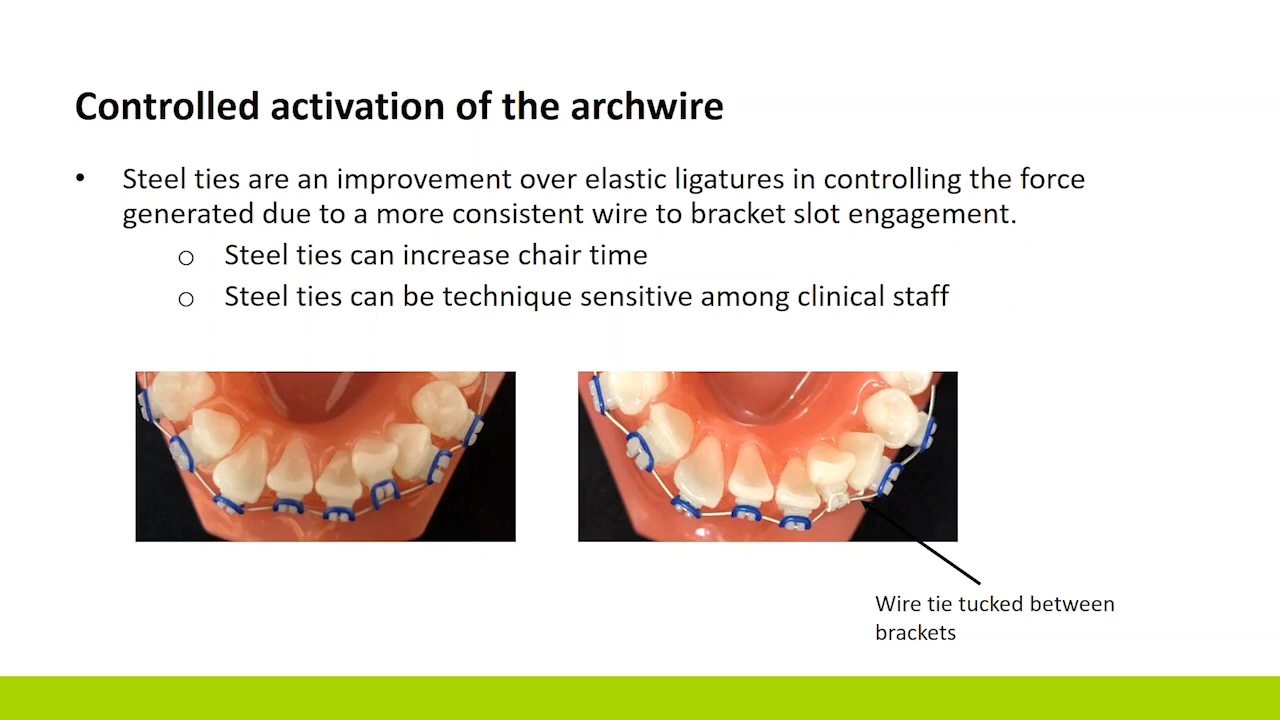 Controlled activation of the archwire
• Steel ties are an improvement over elastic ligatures in controlling the force
generated due to a more consistent wire to bracket slot engagement.
o Steel ties can increase chair time
o Steel ties can be technique sensitive among clinical staff
Wire tie tucked between
brackets